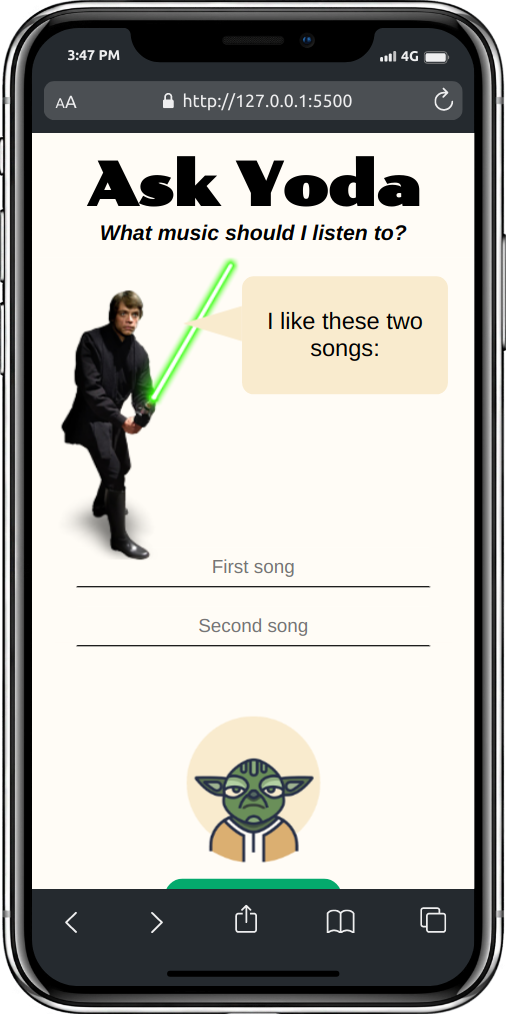 3:47 PM
4G
AA
http://127.0.0.1:5500
Ask Yoda
What music should I listen to?
I like these two
songs:
First song
Second song